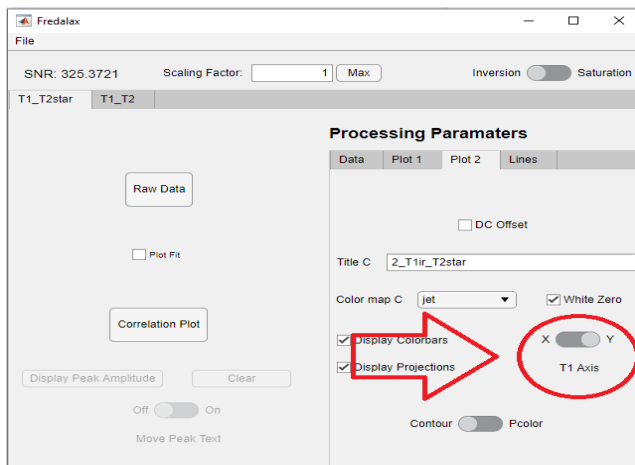 Fredalax
File
SNR: 325.3721 Scaling Factor: 1 Max Inversion Saturation
T1_T2star T1_T2
Processing Paramaters
Data Plot 1 Plot 2 Lines
Raw Data
DC Offset
Plot Fit
Title C 2_T1ir_T2star
Color map C jet White Zero
Correlation Plot
Display Colorbars X Y
Display Projections T1 Axis
Display Peak Amplitude Clear
Off On
Contour Pcolor
Move Peak Text